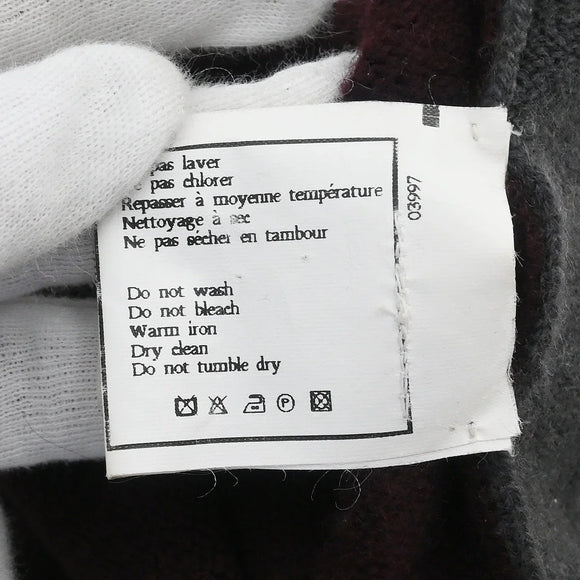 pas laver
pas chlorer
Repasser à moyenne température
Nettoyage à sec
Ne pas sécher en tambour
Do not wash
Do not bleach
Warm iron
Dry clean
Do not tumble dry
P
03997